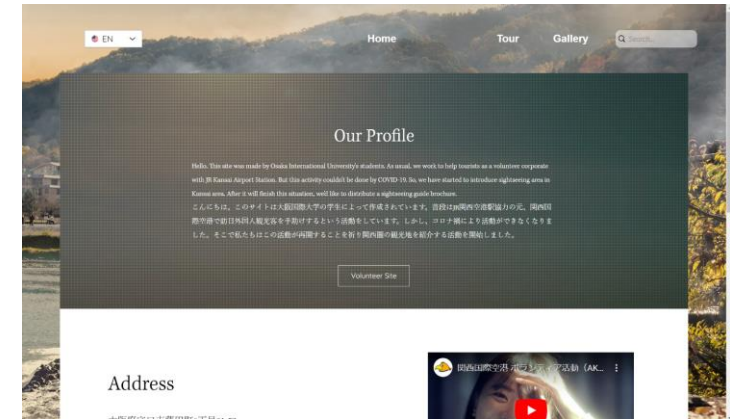 EN
Home
Tour
Gallery
Search...
Our Profile
Hello. This site was made by Osaka International University's students. As usual, we work to help tourists as a volunteer corporate
with JR Kansai Airport Station. But this activity couldn't be done by COVID-19. So, we have started to introduce sightseeing area in
Kansai area. After it will finish this situation, we'd like to distribute a sightseeing guide brochure.
こんにちは。このサイトは大阪国際大学の学生によって作成されています。普段はJR関西空港駅協力の元、関西国
際空港で訪日外国人観光客を手助けするという活動をしています。しかし、コロナ禍により活動ができなくなりま
した。そこで私たちはこの活動が再開することを祈り関西圏の観光地を紹介する活動を開始しました。
Volunteer Site
Address
関西国際空港 ボランティア活動（AK...